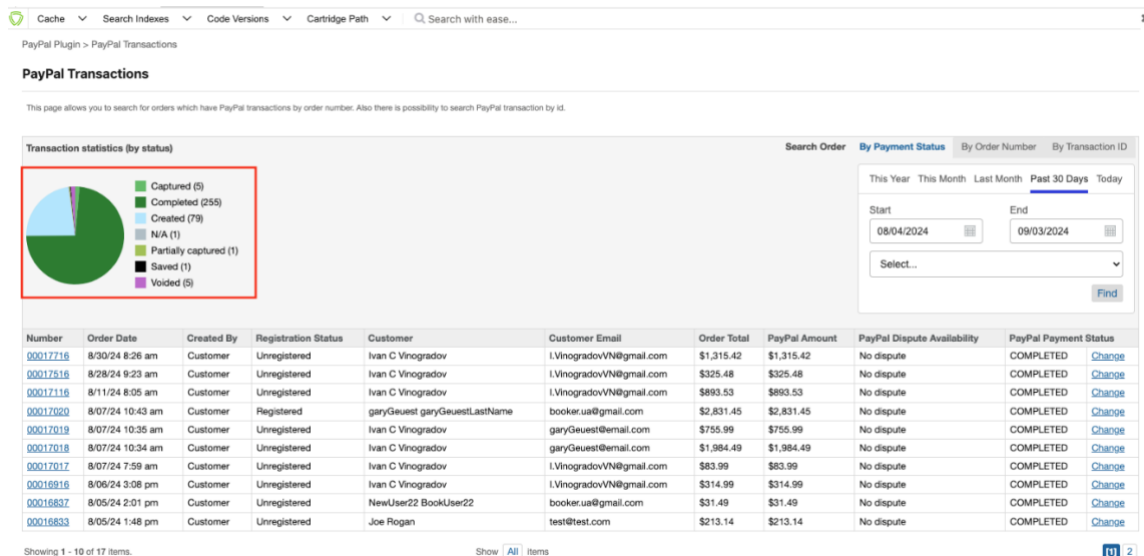 Cache Search Indexes Code Versions Cartridge Path Search with ease...
PayPal Plugin > PayPal Transactions
PayPal Transactions
This page allows you to search for orders which have PayPal transactions by order number. Also there is possibility to search PayPal transaction by id.
Transaction statistics (by status) Search Order By Payment Status By Order Number By Transaction ID
Captured (5)
Completed (255)
Created (79)
N/A (1)
Partially captured (1)
Saved (1)
Voided (5)
This Year This Month Last Month Past 30 Days Today
Start End
08/04/2024 09/03/2024
Select...
Find
Number Order Date Created By Registration Status Customer Customer Email Order Total PayPal Amount PayPal Dispute Availability PayPal Payment Status
00017716 8/30/24 8:26 am Customer Unregistered Ivan C Vinogradov I.VinogradovVN@gmail.com $1,315.42 $1,315.42 No dispute COMPLETED Change
00017516 8/28/24 9:23 am Customer Unregistered Ivan C Vinogradov I.VinogradovVN@gmail.com $325.48 $325.48 No dispute COMPLETED Change
00017116 8/11/24 8:05 am Customer Unregistered Ivan C Vinogradov I.VinogradovVN@gmail.com $893.53 $893.53 No dispute COMPLETED Change
00017020 8/07/24 10:43 am Customer Registered garyGeuest garyGeuestLastName booker.ua@gmail.com $2,831.45 $2,831.45 No dispute COMPLETED Change
00017019 8/07/24 10:35 am Customer Unregistered Ivan C Vinogradov garyGeuest@email.com $755.99 $755.99 No dispute COMPLETED Change
00017018 8/07/24 10:34 am Customer Unregistered Ivan C Vinogradov garyGeuest@email.com $1,984.49 $1,984.49 No dispute COMPLETED Change
00017017 8/07/24 7:59 am Customer Unregistered Ivan C Vinogradov I.VinogradovVN@gmail.com $83.99 $83.99 No dispute COMPLETED Change
00016916 8/06/24 3:08 pm Customer Unregistered Ivan C Vinogradov I.VinogradovVN@gmail.com $314.99 $314.99 No dispute COMPLETED Change
00016837 8/05/24 2:01 pm Customer Unregistered NewUser22 BookUser22 booker.ua@gmail.com $31.49 $31.49 No dispute COMPLETED Change
00016833 8/05/24 1:48 pm Customer Unregistered Joe Rogan test@test.com $213.14 $213.14 No dispute COMPLETED Change
Showing 1 - 10 of 17 items. Show All items [1] 2